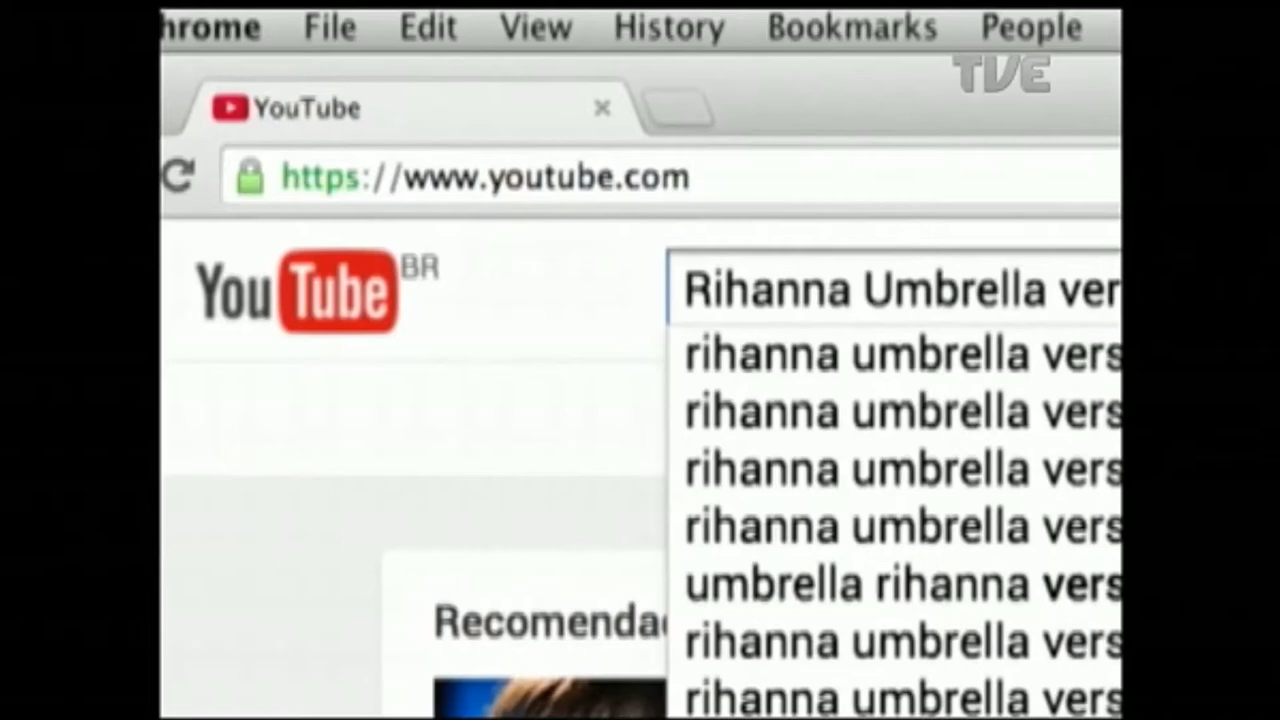 hrome File Edit View History Bookmarks People
TVE
YouTube
https://www.youtube.com
YouTube BR
Rihanna Umbrella ver
rihanna umbrella vers
rihanna umbrella vers
rihanna umbrella vers
rihanna umbrella vers
umbrella rihanna vers
rihanna umbrella vers
Recomenda
rihanna umbrella vers